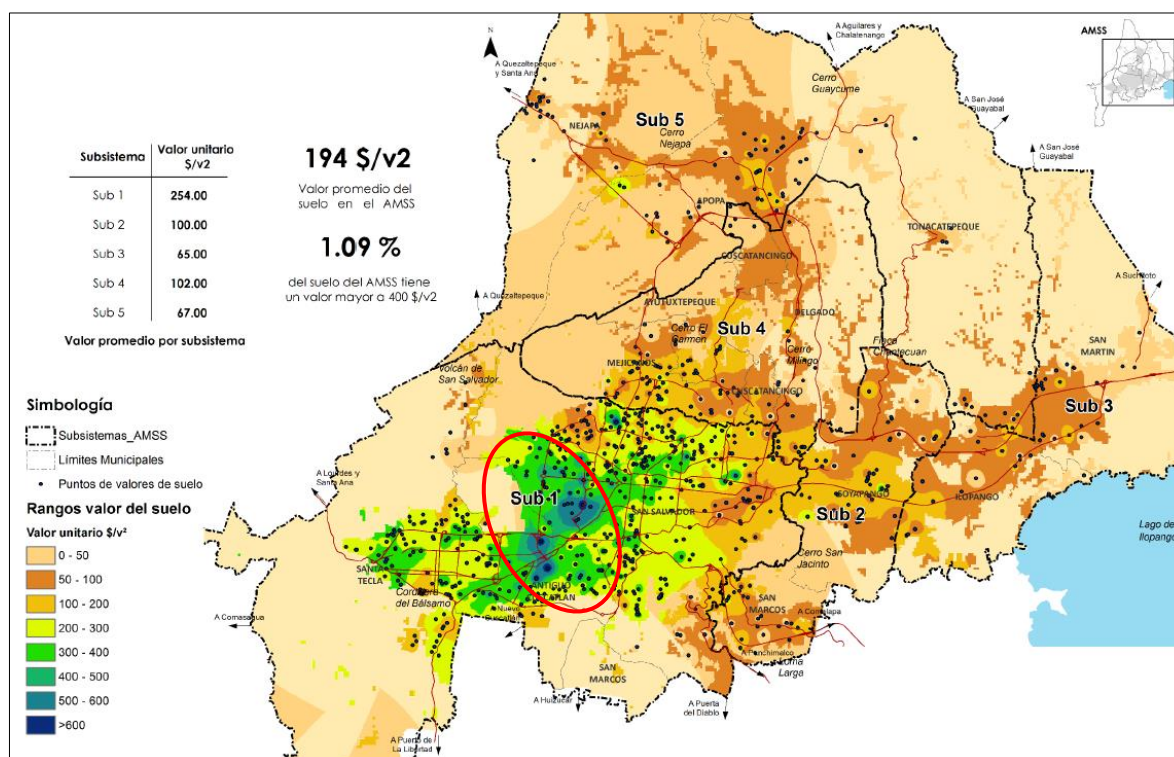 AMSS
N
A Aguilares y
Chalatenango
A Quezaltepeque
y Santa Ana
Cerro
Guaycume
A San José
Guayabal
A San José
Guayabal
Sub 5
NEJAPA
Cerro
Nejapa
Subsistema
Valor unitario
$/v2
Sub 1
254.00
Sub 2
100.00
Sub 3
65.00
Sub 4
102.00
Sub 5
67.00
Valor promedio por subsistema
194 $/v2
Valor promedio del
suelo en el AMSS
1.09 %
del suelo del AMSS tiene
un valor mayor a 400 $/v2
APOPA
TONACATEPEQUE
CUSCATANCINGO
A Suchitoto
A Quezaltepeque
AYUTUXTEPEQUE
DELGADO
Sub 4
Cerro El
Carmen
Cerro
Milingo
Finca
Chantecuan
SAN
MARTIN
Volcán de
San Salvador
MEJICANOS
CUSCATANCINGO
Sub 3
Simbología
Subsistemas_AMSS
Límites Municipales
Puntos de valores de suelo
Rangos valor del suelo
Valor unitario $/v²
0 - 50
50 - 100
100 - 200
200 - 300
300 - 400
400 - 500
500 - 600
>600
A Lourdes y
Santa Ana
Sub 1
SAN SALVADOR
SOYAPANGO
ILOPANGO
Sub 2
Lago de
Ilopango
Cerro San
Jacinto
SANTA
TECLA
Cordillera
del Bálsamo
ANTIGUO
CUSCATLAN
A Nuevo
Cuscatlán
SAN
MARCOS
A Comalapa
A Comasagua
A Panchimalco
Loma
Larga
SAN
MARCOS
A Huizúcar
A Puerta
del Diablo
A Puerto de
La Libertad